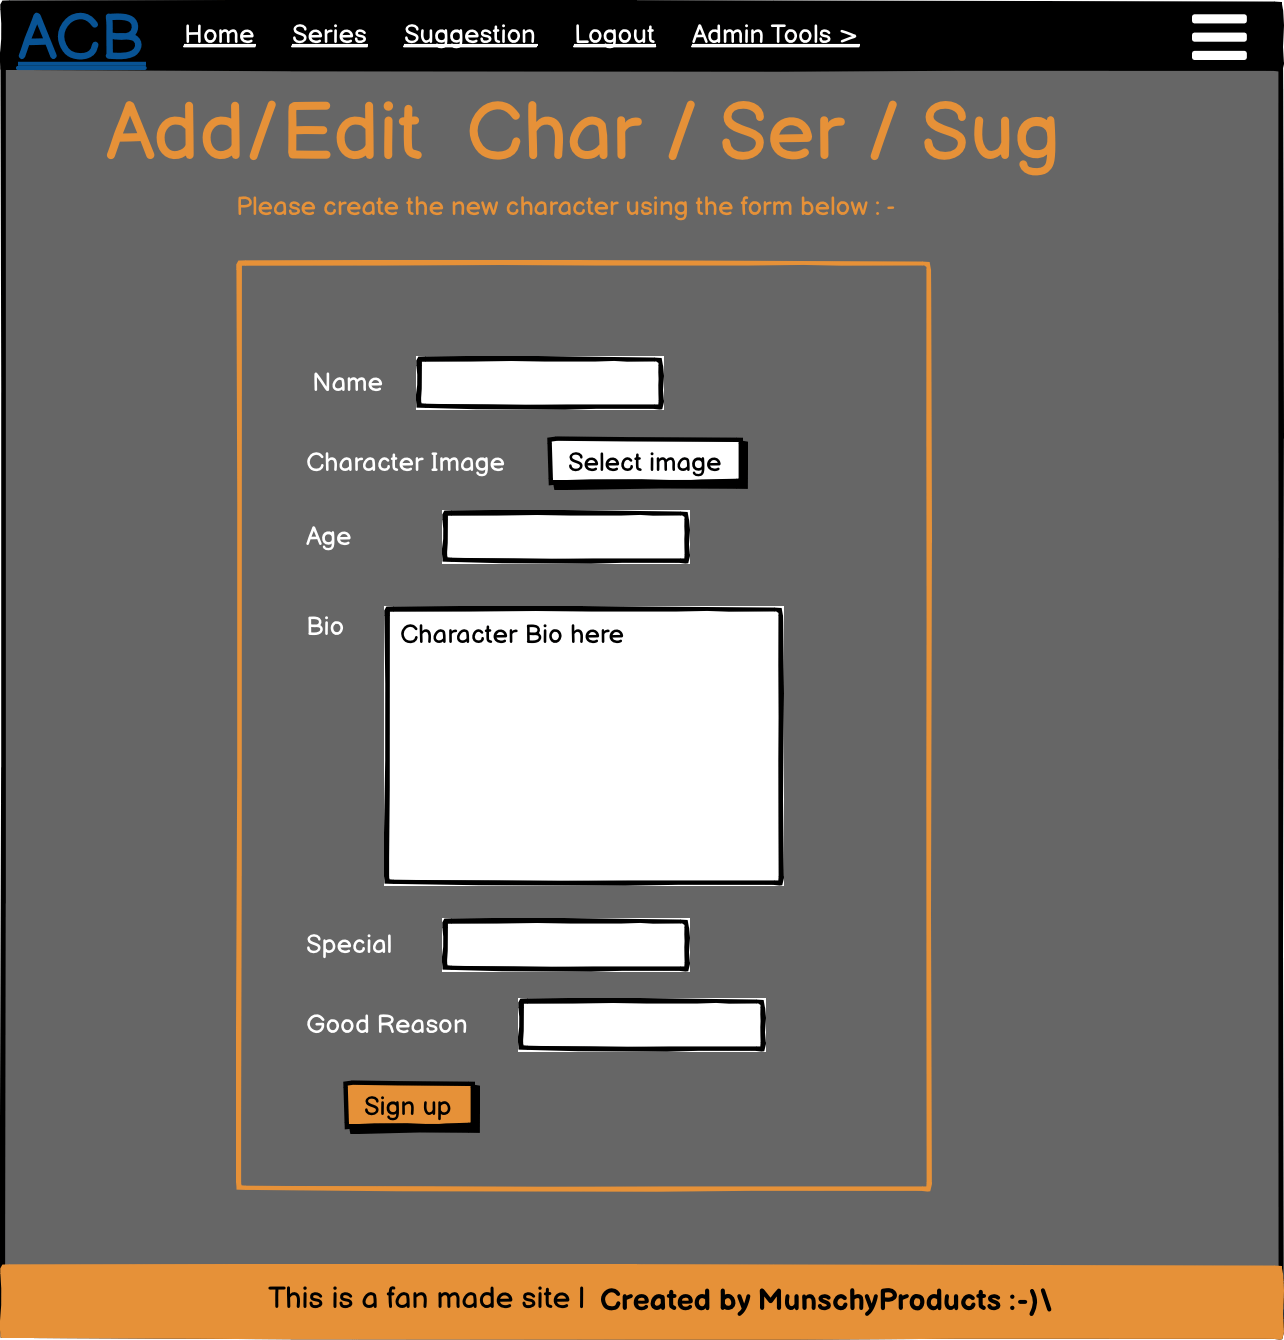 ACB Home Series Suggestion Logout Admin Tools >
Add/Edit Char / Ser / Sug
Please create the new character using the form below : -
Name
Character Image Select image
Age
Bio Character Bio here
Special
Good Reason
Sign up
This is a fan made site | Created by MunschyProducts :-)\